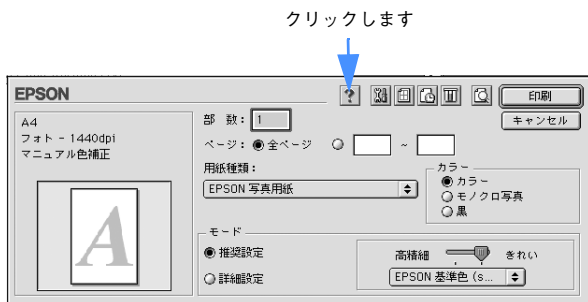 クリックします
EPSON
印刷
キャンセル
A4
フォト - 1440dpi
マニュアル色補正
A
部 数： 1
ページ： 全ページ ~
用紙種類：
EPSON 写真用紙
カラー
カラー
モノクロ写真
黒
モード
推奨設定
詳細設定
高精細 きれい
EPSON 基準色 (s...